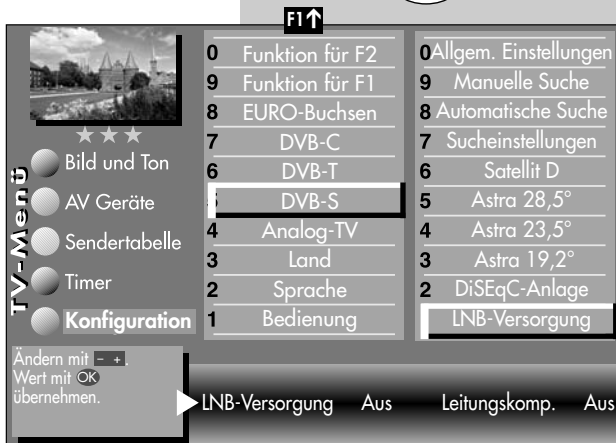 F1↑
TV-Menü
Bild und Ton
AV Geräte
Sendertabelle
Timer
Konfiguration
0 Funktion für F2
9 Funktion für F1
8 EURO-Buchsen
7 DVB-C
6 DVB-T
5 DVB-S
4 Analog-TV
3 Land
2 Sprache
1 Bedienung
0 Allgem. Einstellungen
9 Manuelle Suche
8 Automatische Suche
7 Sucheinstellungen
6 Satellit D
5 Astra 28,5°
4 Astra 23,5°
3 Astra 19,2°
2 DiSEqC-Anlage
LNB-Versorgung
Ändern mit - + .
Wert mit OK
übernehmen.
LNB-Versorgung Aus Leitungskomp. Aus